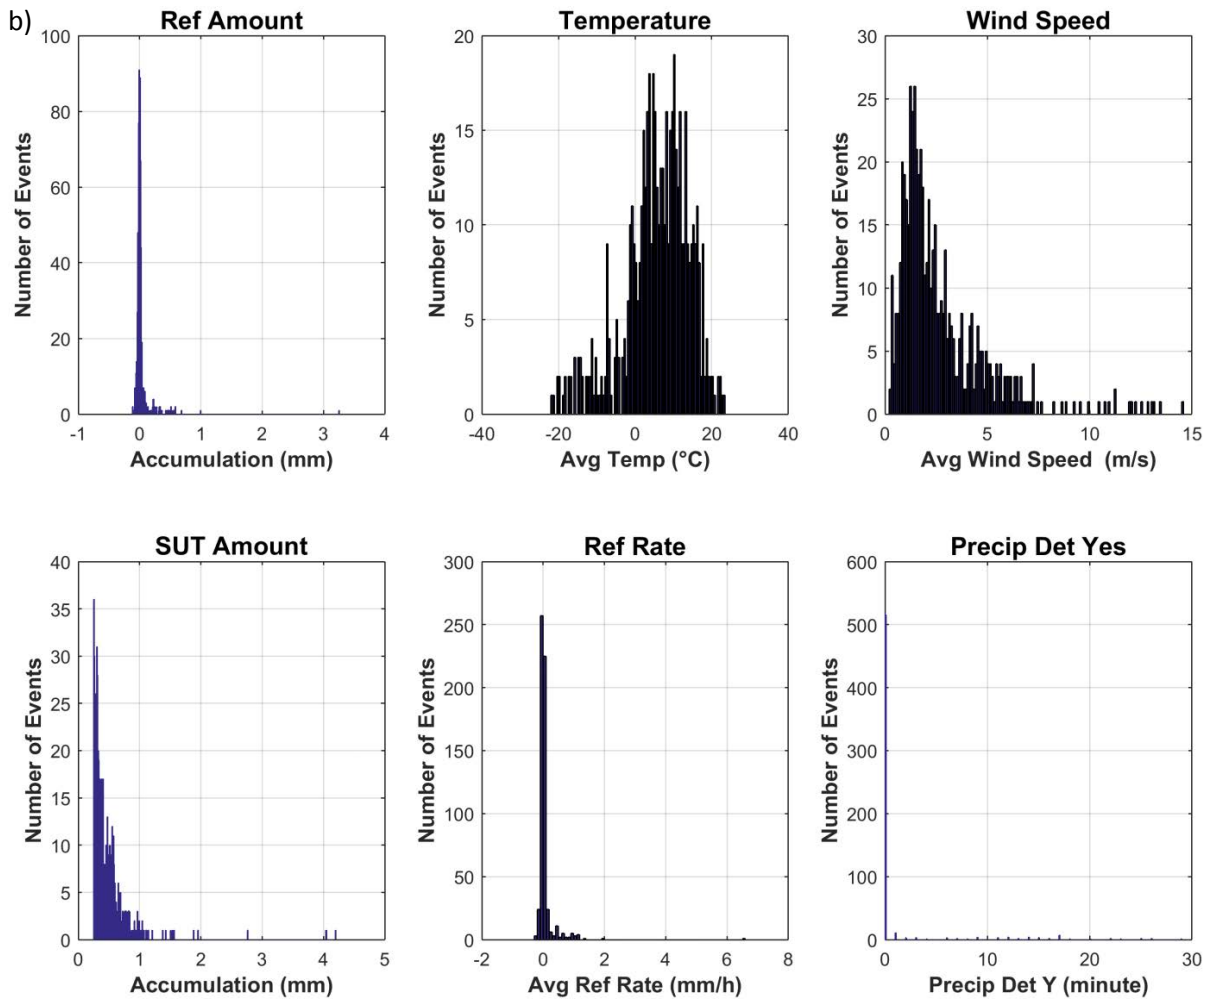 b)
Ref Amount
100
80
60
40
20
0
-1 0 1 2 3 4
Number of Events
Accumulation (mm)
Temperature
20
15
10
5
0
-40 -20 0 20 40
Number of Events
Avg Temp (°C)
Wind Speed
30
25
20
15
10
5
0
0 5 10 15
Number of Events
Avg Wind Speed (m/s)
SUT Amount
40
35
30
25
20
15
10
5
0
0 1 2 3 4 5
Number of Events
Accumulation (mm)
Ref Rate
300
250
200
150
100
50
0
-2 0 2 4 6 8
Number of Events
Avg Ref Rate (mm/h)
Precip Det Yes
600
500
400
300
200
100
0
0 10 20 30
Number of Events
Precip Det Y (minute)